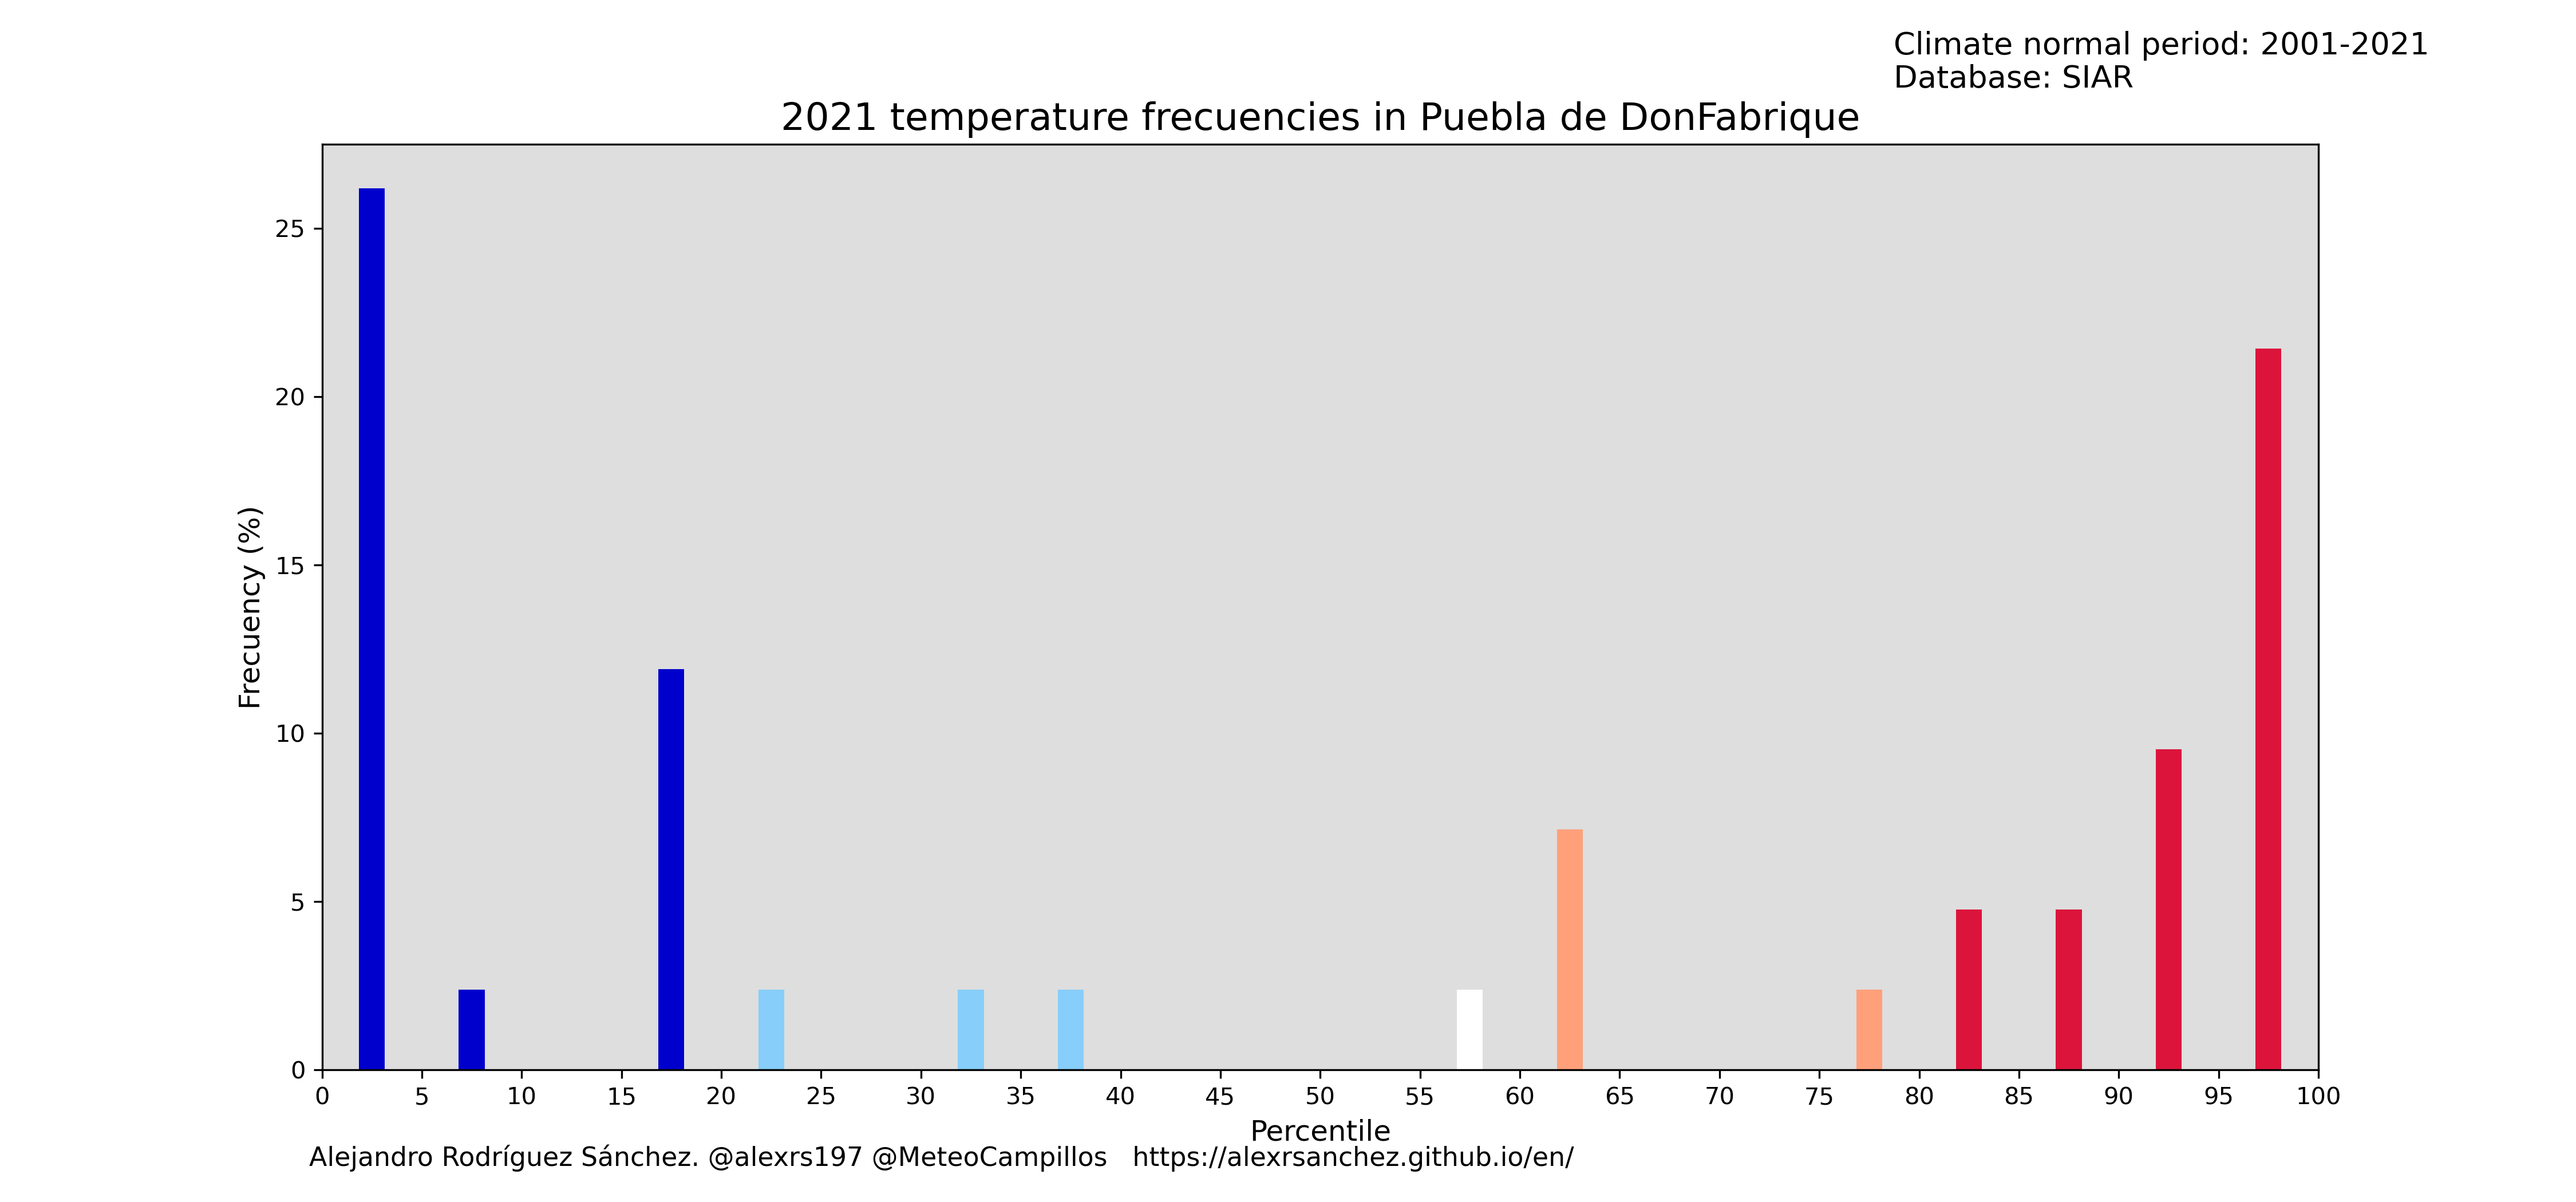 Climate normal period: 2001-2021
Database: SIAR
2021 temperature frecuencies in Puebla de DonFabrique
Frecuency (%)
25
20
15
10
5
0
0 5 10 15 20 25 30 35 40 45 50 55 60 65 70 75 80 85 90 95 100
Percentile
Alejandro Rodríguez Sánchez. @alexrs197 @MeteoCampillos https://alexrsanchez.github.io/en/